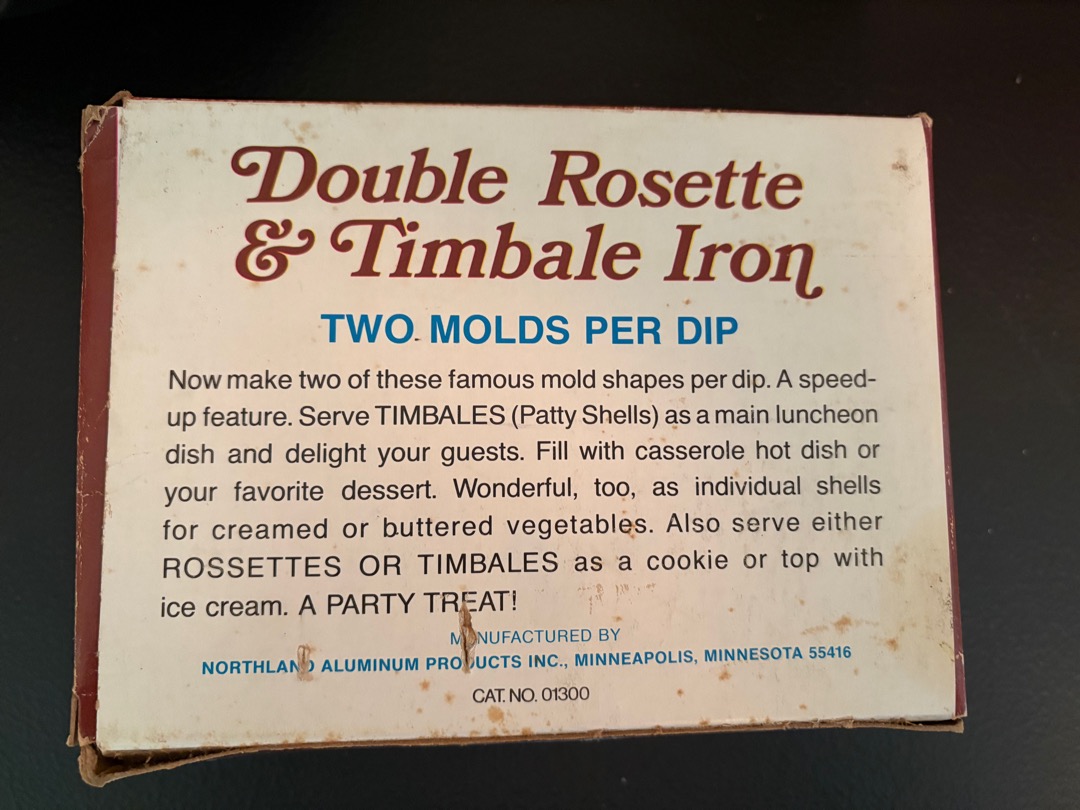 Double Rosette
& Timbale Iron
TWO MOLDS PER DIP
Now make two of these famous mold shapes per dip. A speed-
up feature. Serve TIMBALES (Patty Shells) as a main luncheon
dish and delight your guests. Fill with casserole hot dish or
your favorite dessert. Wonderful, too, as individual shells
for creamed or buttered vegetables. Also serve either
ROSSETTES OR TIMBALES as a cookie or top with
ice cream. A PARTY TREAT!
MANUFACTURED BY
NORTHLAND ALUMINUM PRODUCTS INC., MINNEAPOLIS, MINNESOTA 55416
CAT. NO. 01300